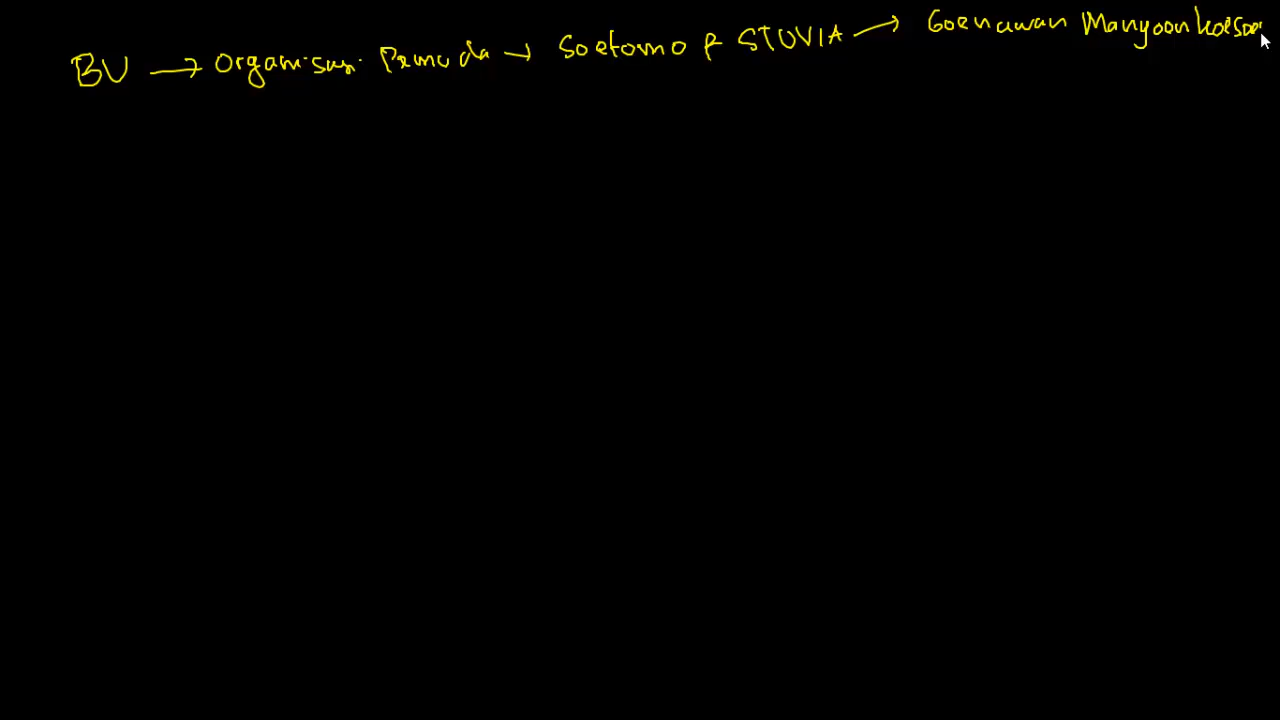 BU → Organisasi Pemuda → Soetomo & STOVIA → Goenawan Mangoenkoesoe